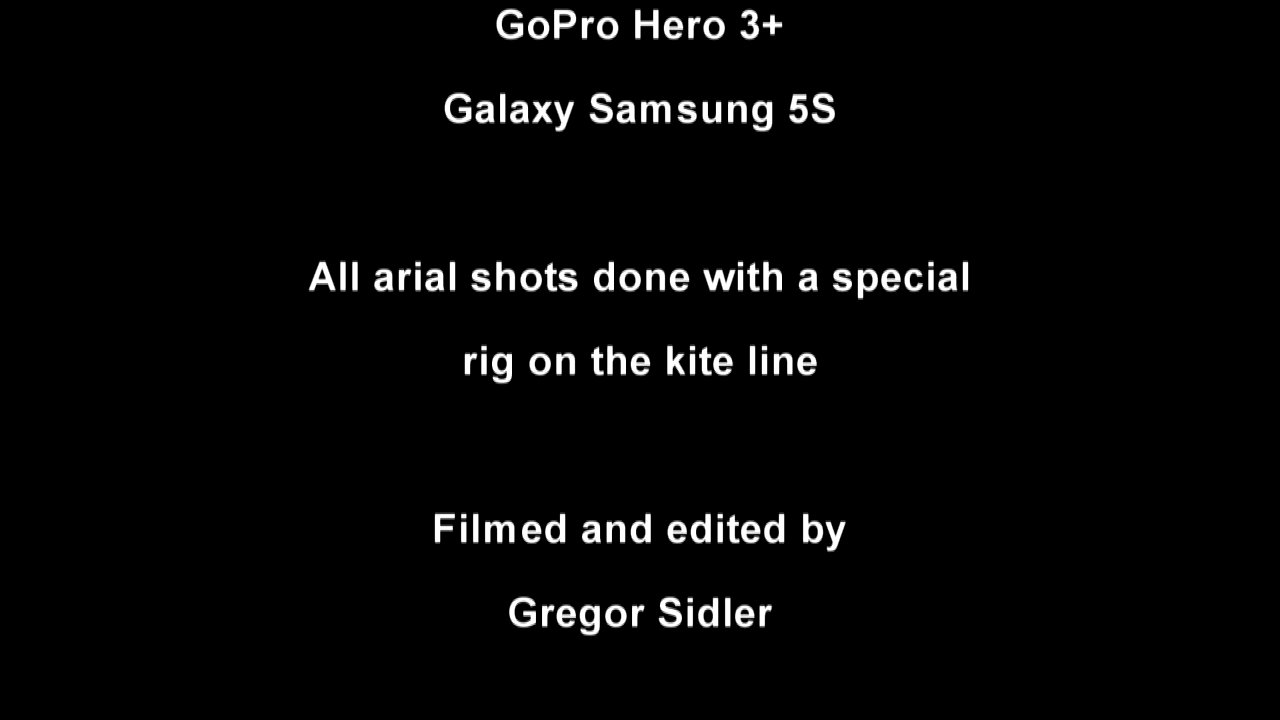 GoPro Hero 3+
Galaxy Samsung 5S
All arial shots done with a special
rig on the kite line
Filmed and edited by
Gregor Sidler